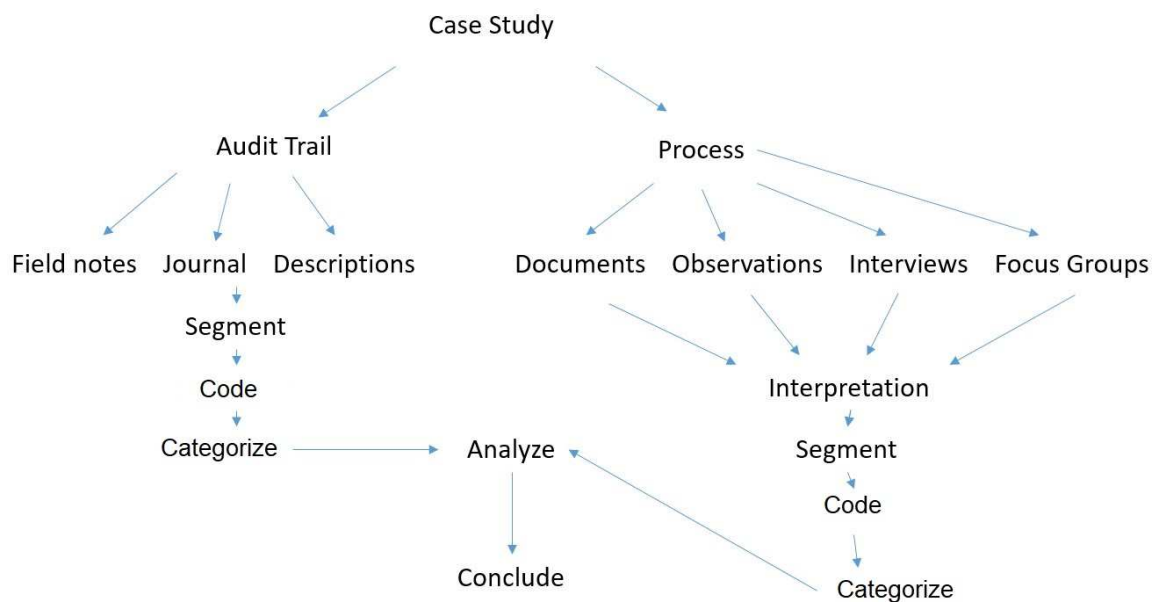 Case Study
Audit Trail
Process
Field notes
Journal
Descriptions
Documents
Observations
Interviews
Focus Groups
Segment
Code
Categorize
Interpretation
Segment
Code
Categorize
Analyze
Conclude